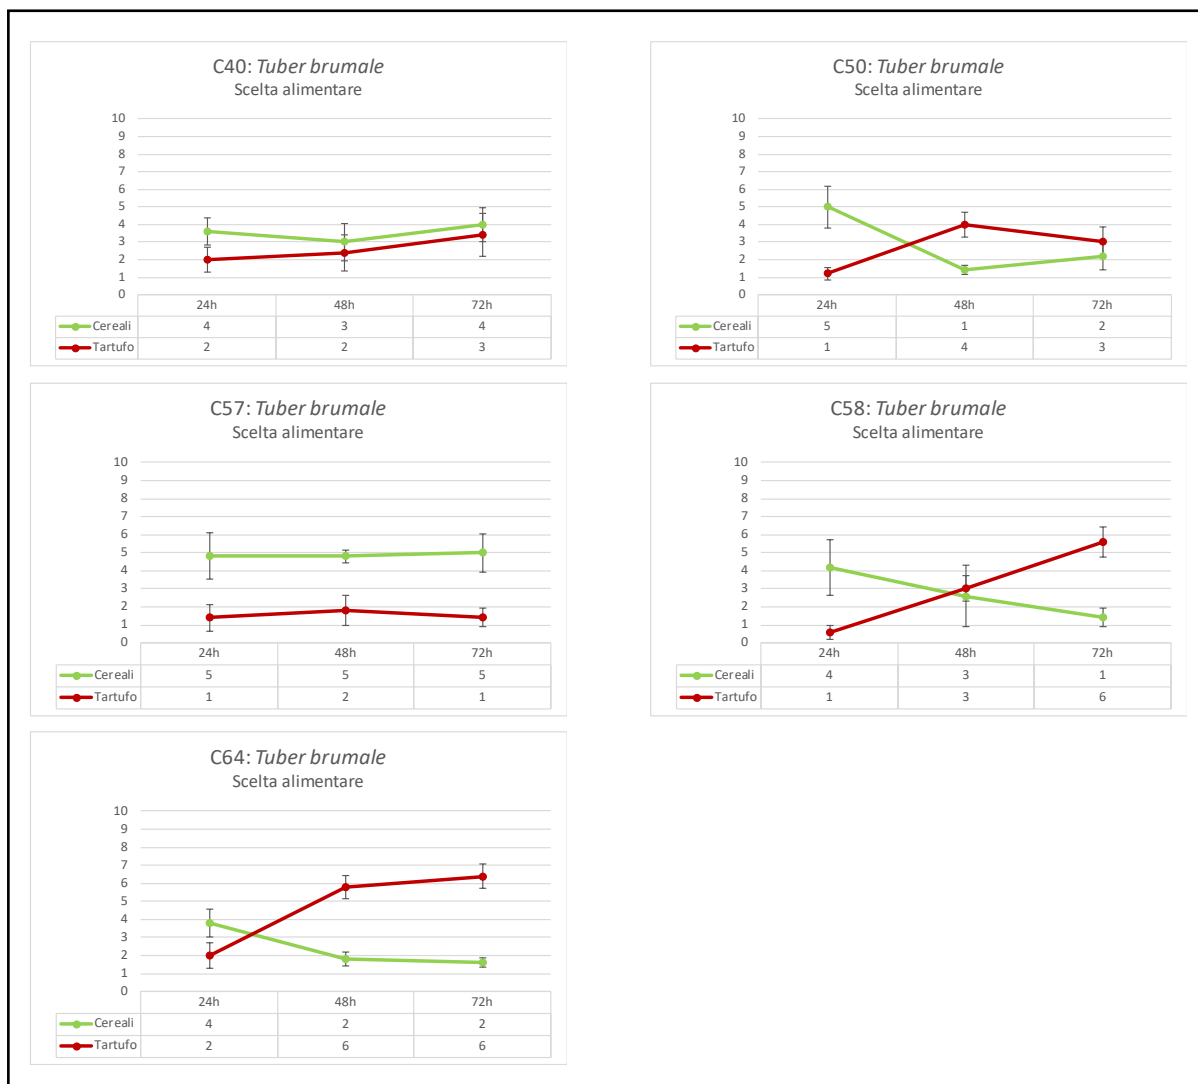 C40: Tuber brumale
Scelta alimentare
10
9
8
7
6
5
4
3
2
1
0
24h 48h 72h
Cereali 4 3 4
Tartufo 2 2 3
C50: Tuber brumale
Scelta alimentare
10
9
8
7
6
5
4
3
2
1
0
24h 48h 72h
Cereali 5 1 2
Tartufo 1 4 3
C57: Tuber brumale
Scelta alimentare
10
9
8
7
6
5
4
3
2
1
0
24h 48h 72h
Cereali 5 5 5
Tartufo 1 2 1
C58: Tuber brumale
Scelta alimentare
10
9
8
7
6
5
4
3
2
1
0
24h 48h 72h
Cereali 4 3 1
Tartufo 1 3 6
C64: Tuber brumale
Scelta alimentare
10
9
8
7
6
5
4
3
2
1
0
24h 48h 72h
Cereali 4 2 2
Tartufo 2 6 6